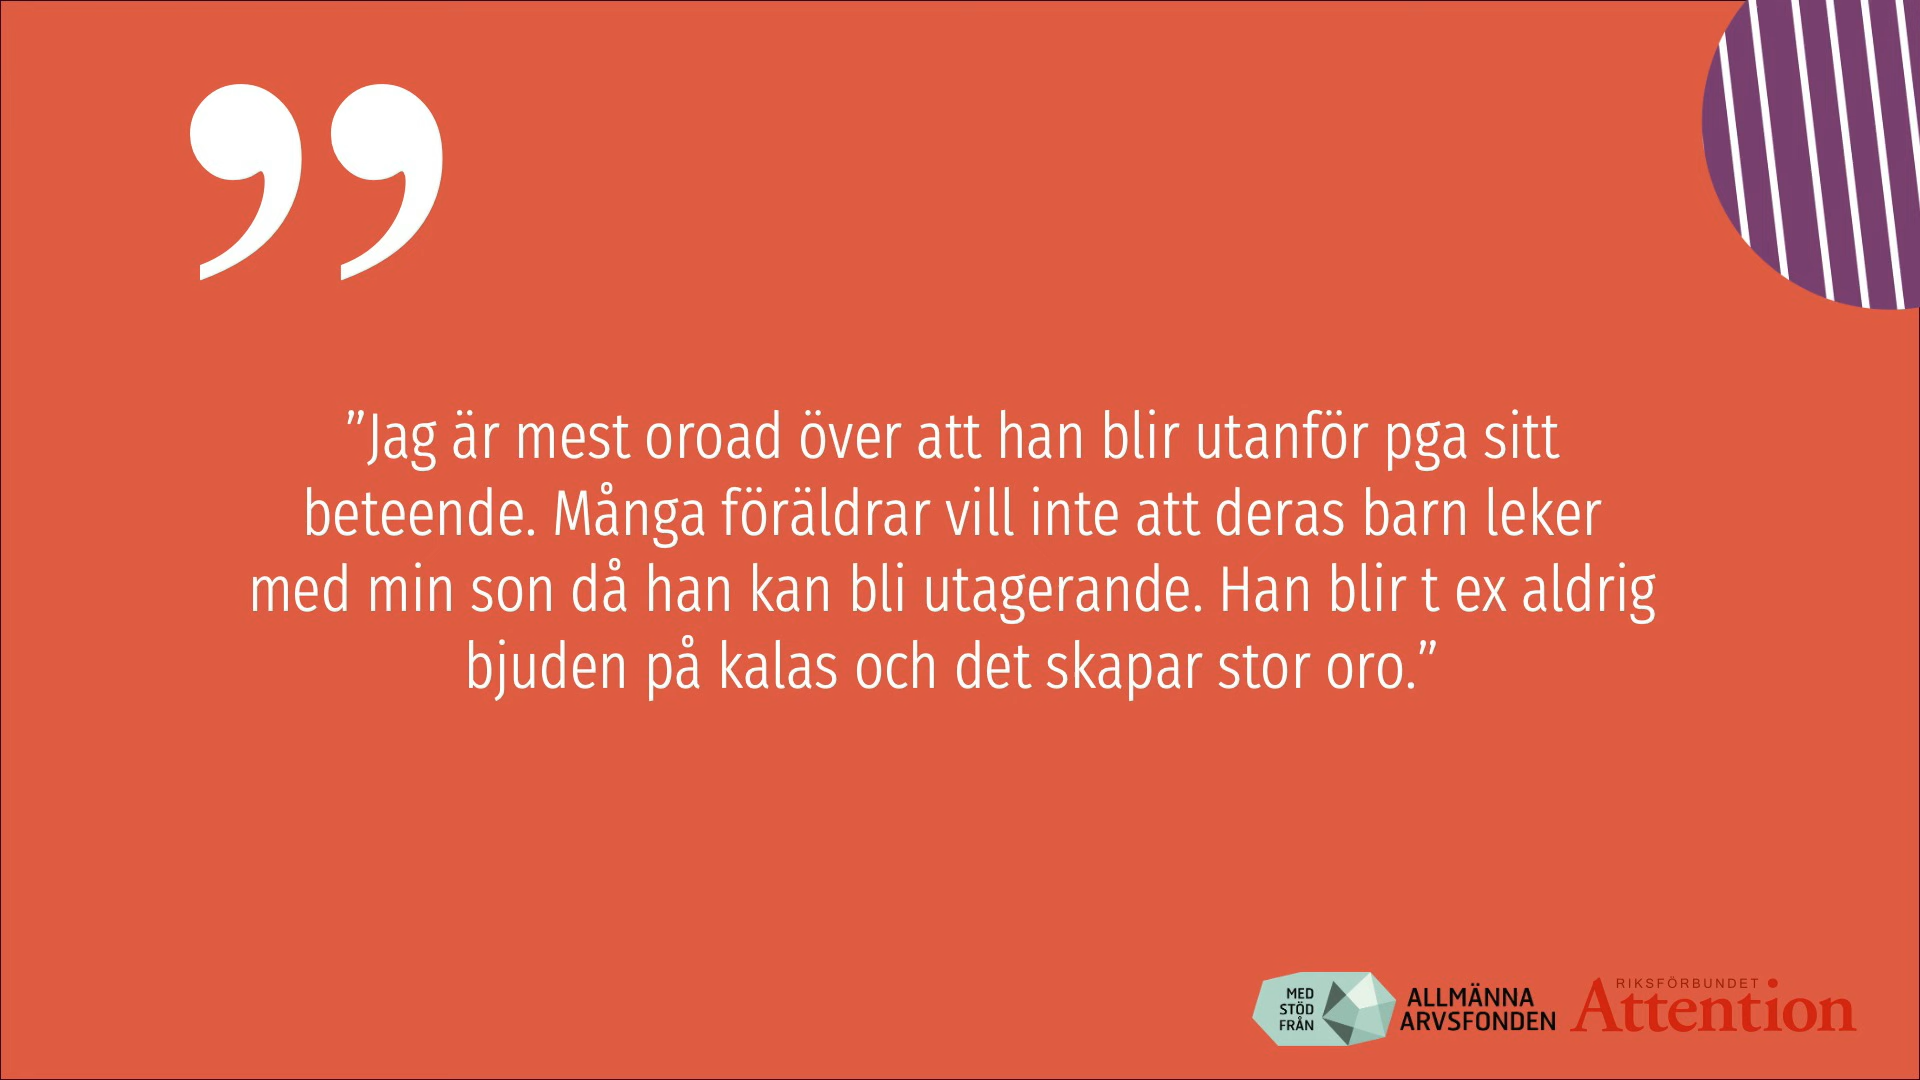 ”Jag är mest oroad över att han blir utanför pga sitt
beteende. Många föräldrar vill inte att deras barn leker
med min son då han kan bli utagerande. Han blir t ex aldrig
bjuden på kalas och det skapar stor oro.”
MED
STÖD
FRÅN
ALLMÄNNA
ARVSFONDEN
RIKSFÖRBUNDET
Attention